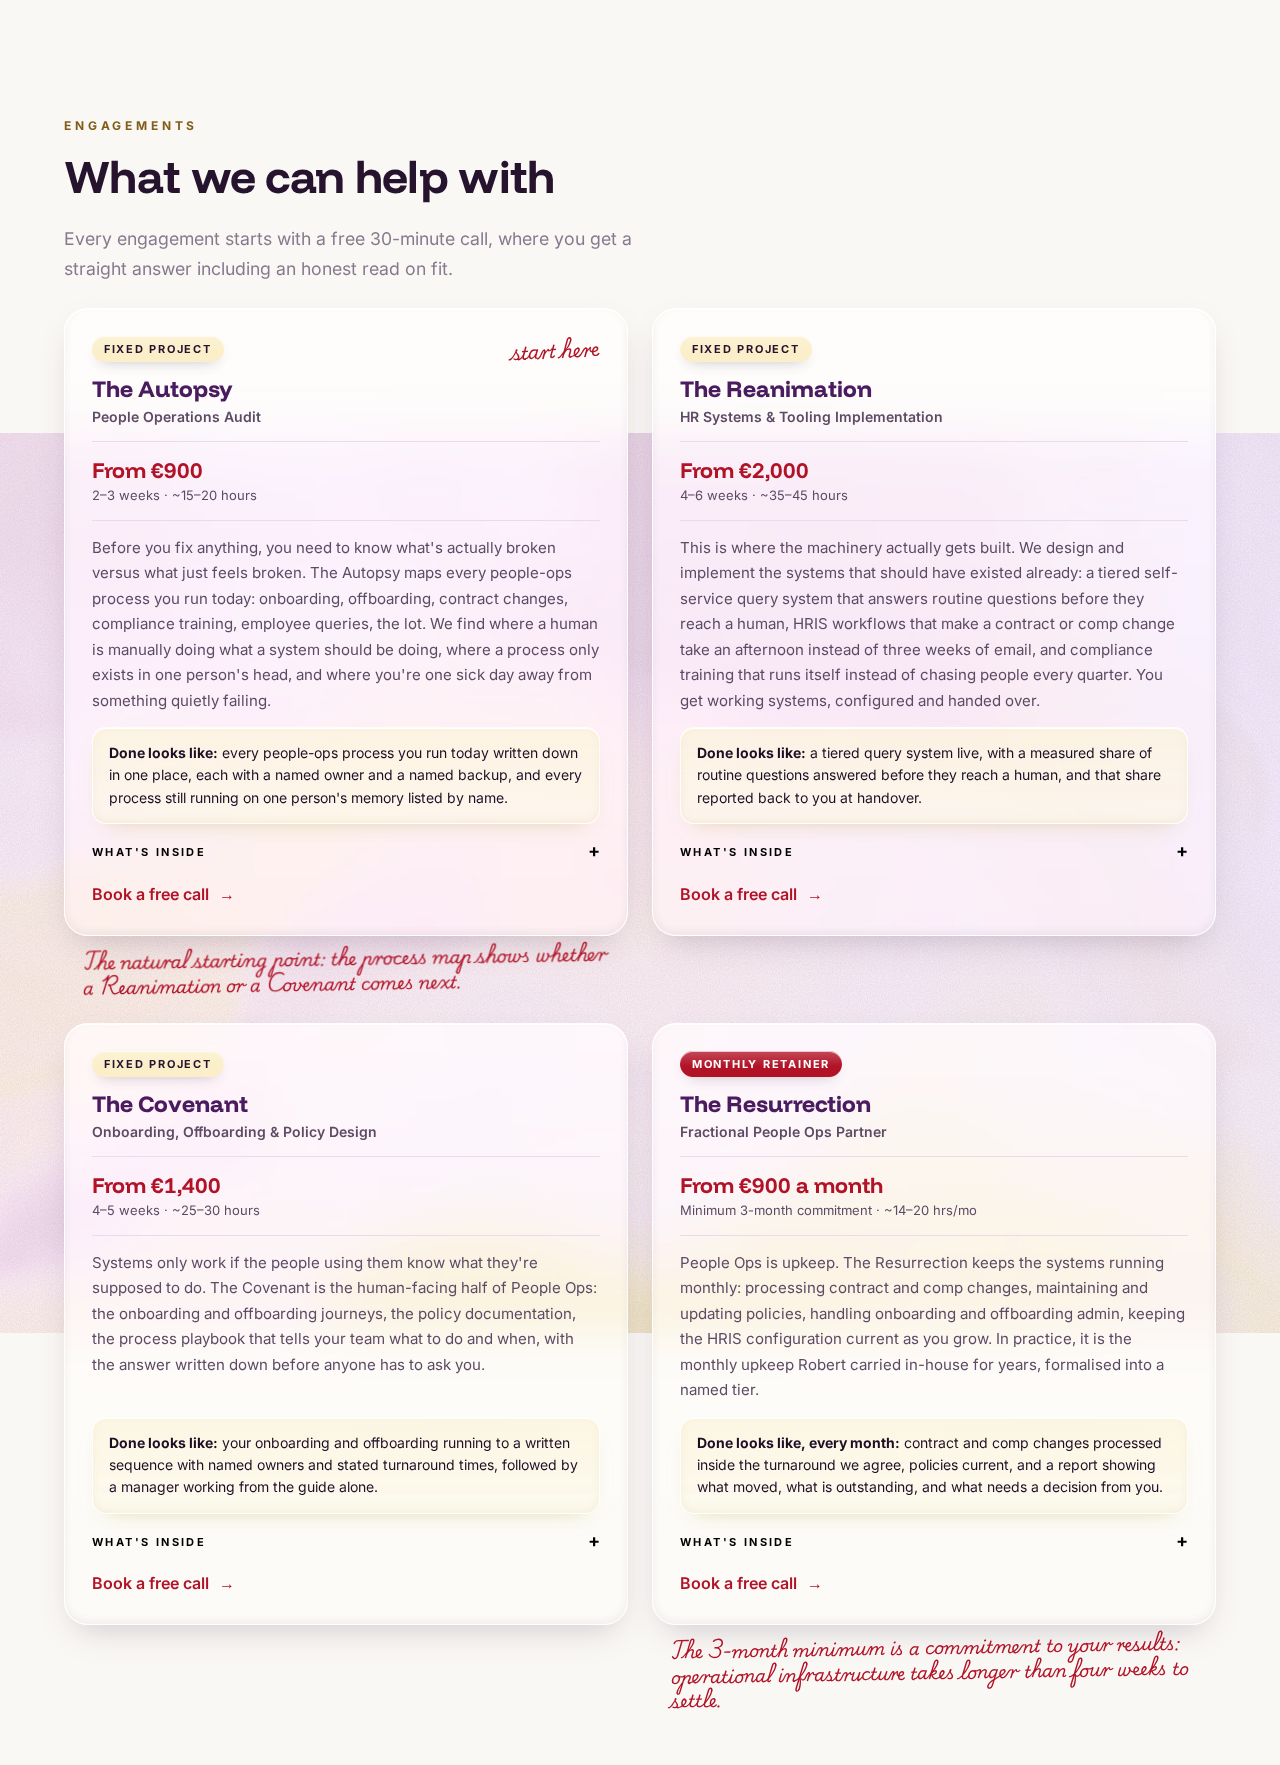 ENGAGEMENTS
What we can help with
Every engagement starts with a free 30-minute call, where you get a
straight answer including an honest read on fit.
FIXED PROJECT
start here
The Autopsy
People Operations Audit
From €900
2–3 weeks · ~15–20 hours
Before you fix anything, you need to know what's actually broken
versus what just feels broken. The Autopsy maps every people-ops
process you run today: onboarding, offboarding, contract changes,
compliance training, employee queries, the lot. We find where a human
is manually doing what a system should be doing, where a process only
exists in one person's head, and where you're one sick day away from
something quietly failing.
Done looks like: every people-ops process you run today written down
in one place, each with a named owner and a named backup, and every
process still running on one person's memory listed by name.
WHAT'S INSIDE +
Book a free call →
The natural starting point: the process map shows whether
a Reanimation or a Covenant comes next.
FIXED PROJECT
The Reanimation
HR Systems & Tooling Implementation
From €2,000
4–6 weeks · ~35–45 hours
This is where the machinery actually gets built. We design and
implement the systems that should have existed already: a tiered self-
service query system that answers routine questions before they
reach a human, HRIS workflows that make a contract or comp change
take an afternoon instead of three weeks of email, and compliance
training that runs itself instead of chasing people every quarter. You
get working systems, configured and handed over.
Done looks like: a tiered query system live, with a measured share of
routine questions answered before they reach a human, and that share
reported back to you at handover.
WHAT'S INSIDE +
Book a free call →
FIXED PROJECT
The Covenant
Onboarding, Offboarding & Policy Design
From €1,400
4–5 weeks · ~25–30 hours
Systems only work if the people using them know what they're
supposed to do. The Covenant is the human-facing half of People Ops:
the onboarding and offboarding journeys, the policy documentation,
the process playbook that tells your team what to do and when, with
the answer written down before anyone has to ask you.
Done looks like: your onboarding and offboarding running to a written
sequence with named owners and stated turnaround times, followed by
a manager working from the guide alone.
WHAT'S INSIDE +
Book a free call →
MONTHLY RETAINER
The Resurrection
Fractional People Ops Partner
From €900 a month
Minimum 3-month commitment · ~14–20 hrs/mo
People Ops is upkeep. The Resurrection keeps the systems running
monthly: processing contract and comp changes, maintaining and
updating policies, handling onboarding and offboarding admin, keeping
the HRIS configuration current as you grow. In practice, it is the
monthly upkeep Robert carried in-house for years, formalised into a
named tier.
Done looks like, every month: contract and comp changes processed
inside the turnaround we agree, policies current, and a report showing
what moved, what is outstanding, and what needs a decision from you.
WHAT'S INSIDE +
Book a free call →
The 3-month minimum is a commitment to your results:
operational infrastructure takes longer than four weeks to
settle.